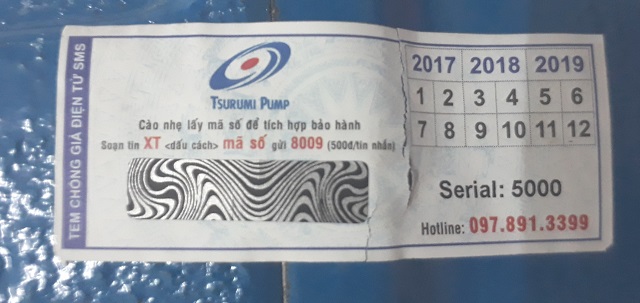 TEM CHỐNG GIẢ ĐIỆN TỬ SMS
TSURUMI PUMP
Cào nhẹ lấy mã số để tích hợp bảo hành
Soạn tin XT <dấu cách> mã số gửi 8009 (500đ/tin nhắn)
2017 2018 2019
1 2 3 4 5 6
7 8 9 10 11 12
Serial: 5000
Hotline: 097.891.3399